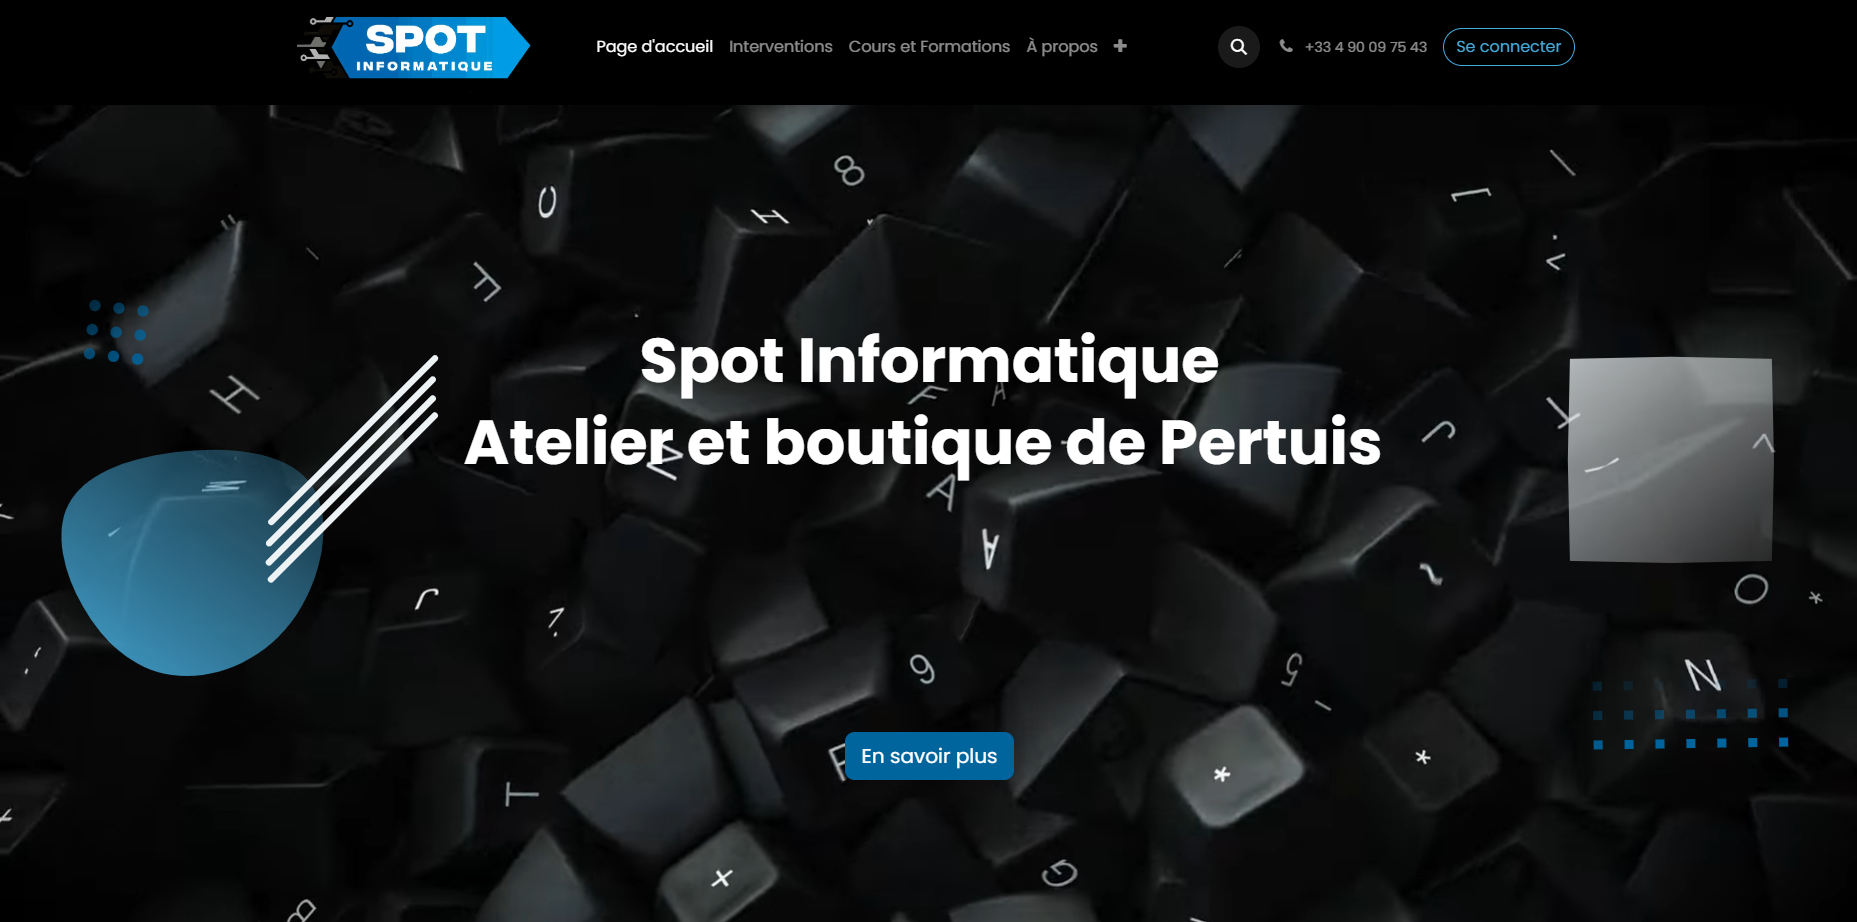 SPOT
INFORMATIQUE
Page d'accueil Interventions Cours et Formations À propos
+33 4 90 09 75 43 Se connecter
Spot Informatique
Atelier et boutique de Pertuis
En savoir plus